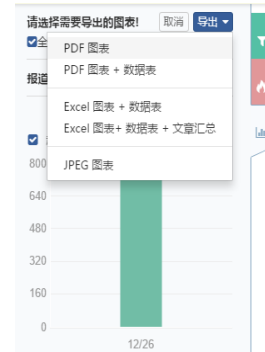 请选择需要导出的图表! 取消 导出
全
PDF 图表
PDF 图表 + 数据表
报道
Excel 图表 + 数据表
Excel 图表+ 数据表 + 文章汇总
JPEG 图表
800
640
480
320
160
0
12/26